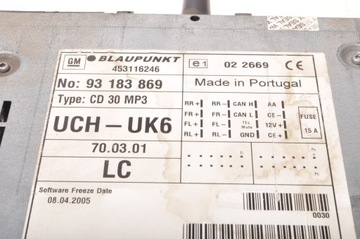 GM BLAUPUNKT
453116246
e1 02 2669 CE
No: 93 183 869
Made in Portugal
Type: CD 30 MP3
UCH – UK6
70.03.01
LC
RR+ RR- CAN H AA
FR+ FR- CAN L CE+
FL+ FL- TEL Mute 12V+
RL+ RL- GND CE+
FUSE
15 A
Software Freeze Date
08.04.2005
0030